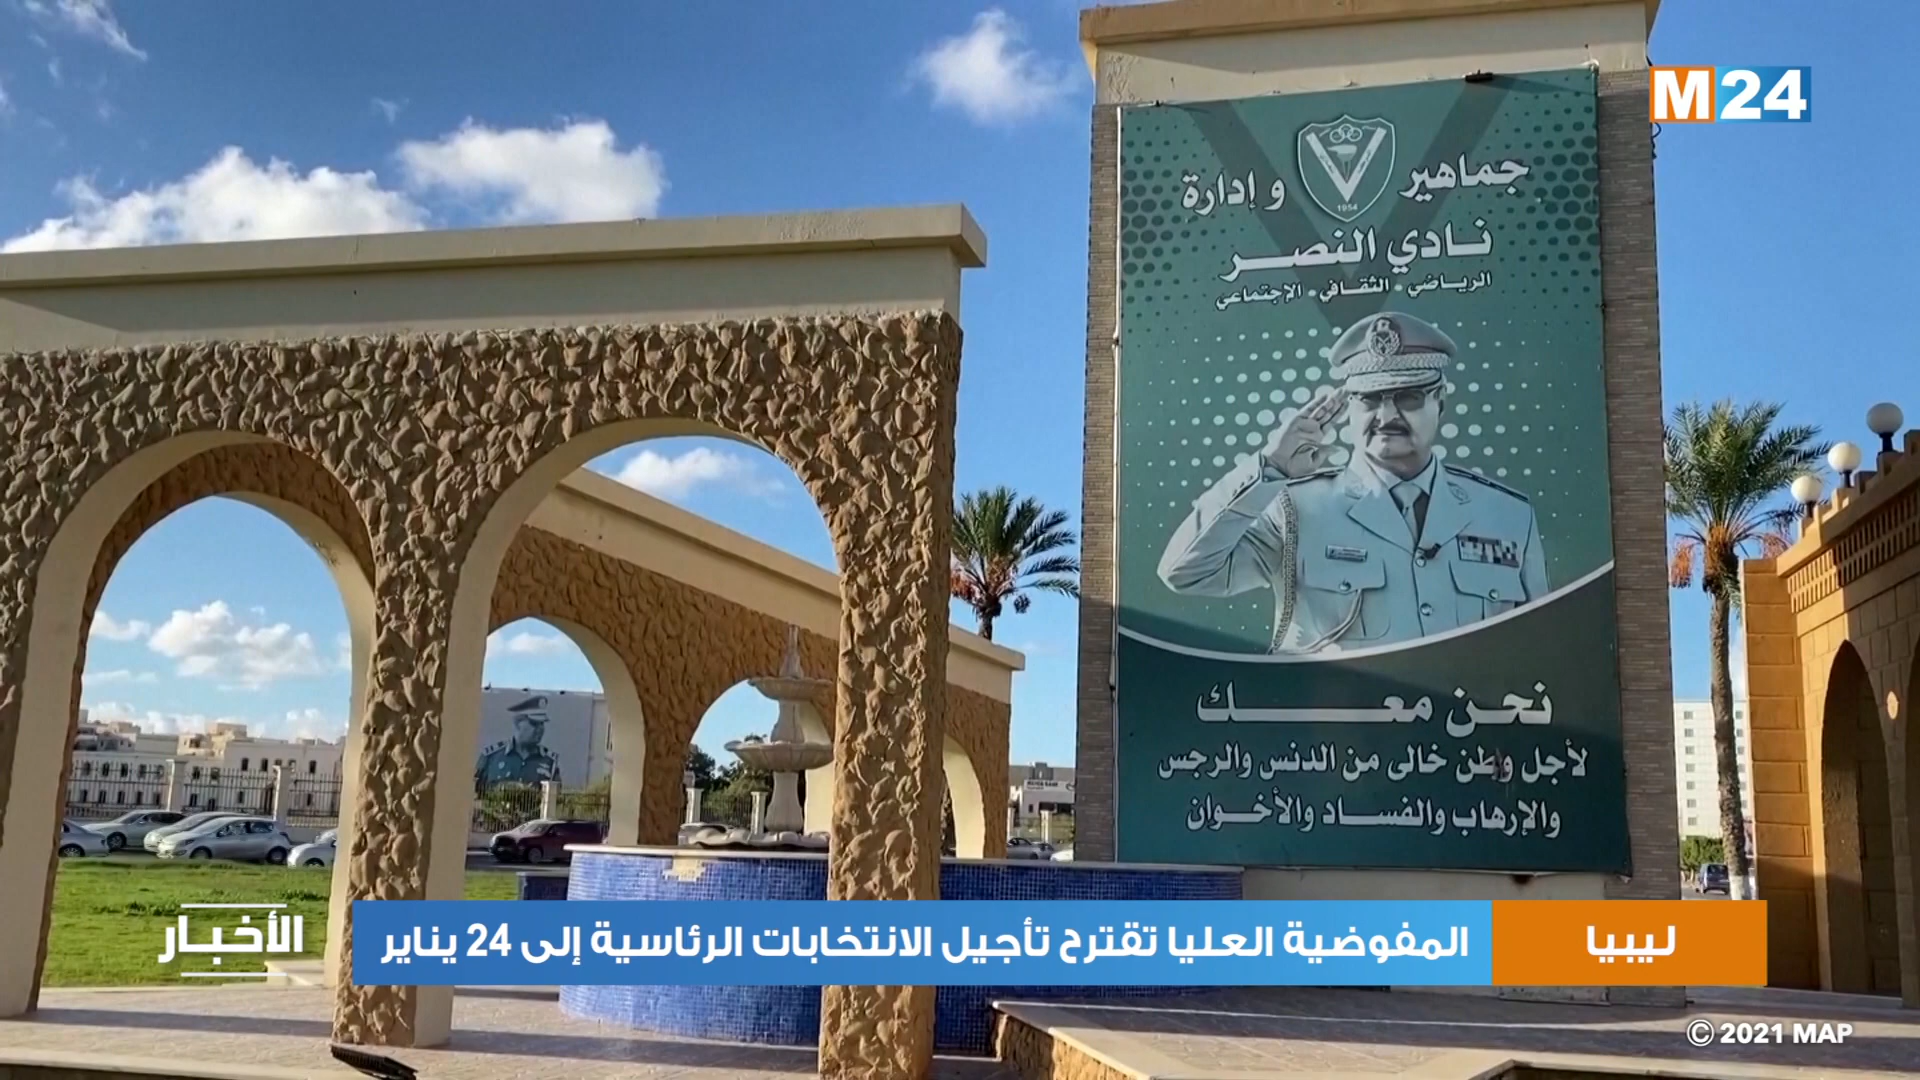 M24
جماهير و إدارة
1954
نادي النصر
الرياضي • الثقافي • الإجتماعي
نحن معك
لأجل وطن خالى من الدنس والرجس
والإرهاب والفساد والأخوان
ليبيا
المفوضية العليا تقترح تأجيل الانتخابات الرئاسية إلى 24 يناير
الأخبار
© 2021 MAP